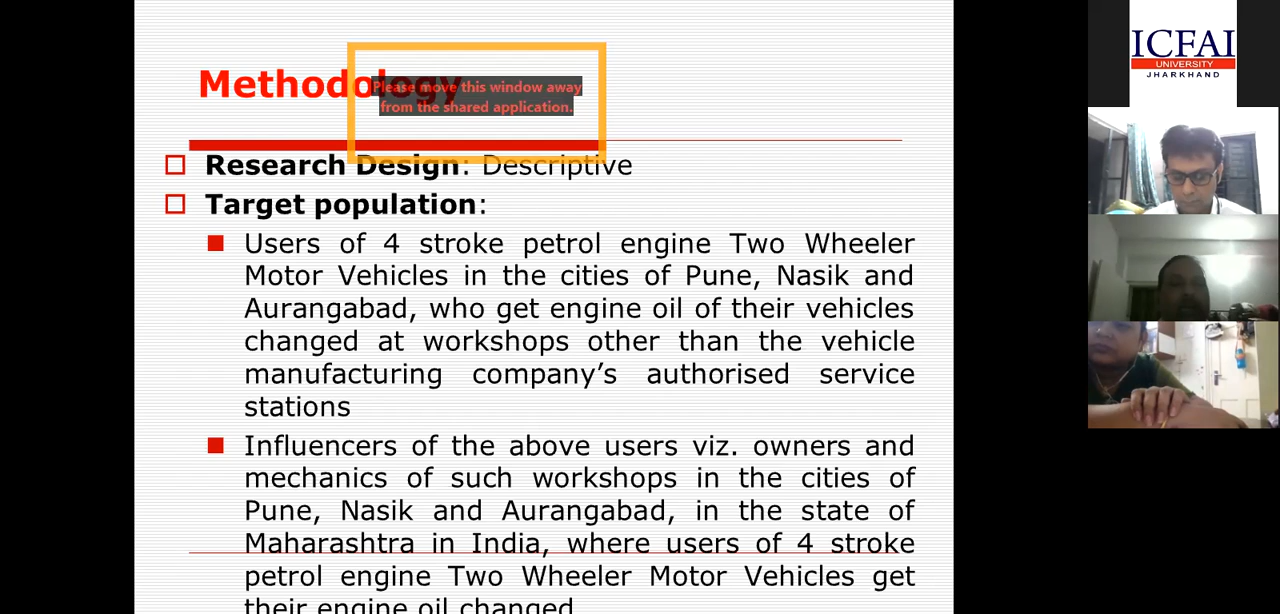 Methodology
Please move this window away
from the shared application.
Research Design: Descriptive
Target population:
Users of 4 stroke petrol engine Two Wheeler
Motor Vehicles in the cities of Pune, Nasik and
Aurangabad, who get engine oil of their vehicles
changed at workshops other than the vehicle
manufacturing company’s authorised service
stations
Influencers of the above users viz. owners and
mechanics of such workshops in the cities of
Pune, Nasik and Aurangabad, in the state of
Maharashtra in India, where users of 4 stroke
petrol engine Two Wheeler Motor Vehicles get
their engine oil changed
ICFAI
UNIVERSITY
JHARKHAND